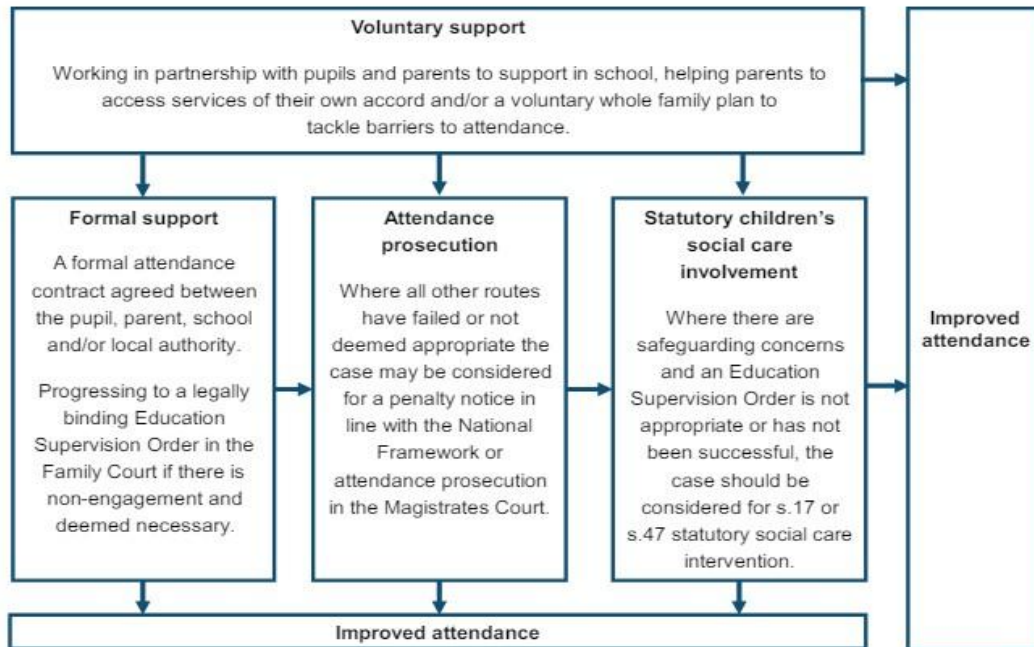 Voluntary support
Working in partnership with pupils and parents to support in school, helping parents to
access services of their own accord and/or a voluntary whole family plan to
tackle barriers to attendance.
Formal support
A formal attendance
contract agreed between
the pupil, parent, school
and/or local authority.
Progressing to a legally
binding Education
Supervision Order in the
Family Court if there is
non-engagement and
deemed necessary.
Attendance
prosecution
Where all other routes
have failed or not
deemed appropriate the
case may be considered
for a penalty notice in
line with the National
Framework or
attendance prosecution
in the Magistrates Court.
Statutory children’s
social care
involvement
Where there are
safeguarding concerns
and an Education
Supervision Order is not
appropriate or has not
been successful, the
case should be
considered for s.17 or
s.47 statutory social care
intervention.
Improved
attendance
Improved attendance